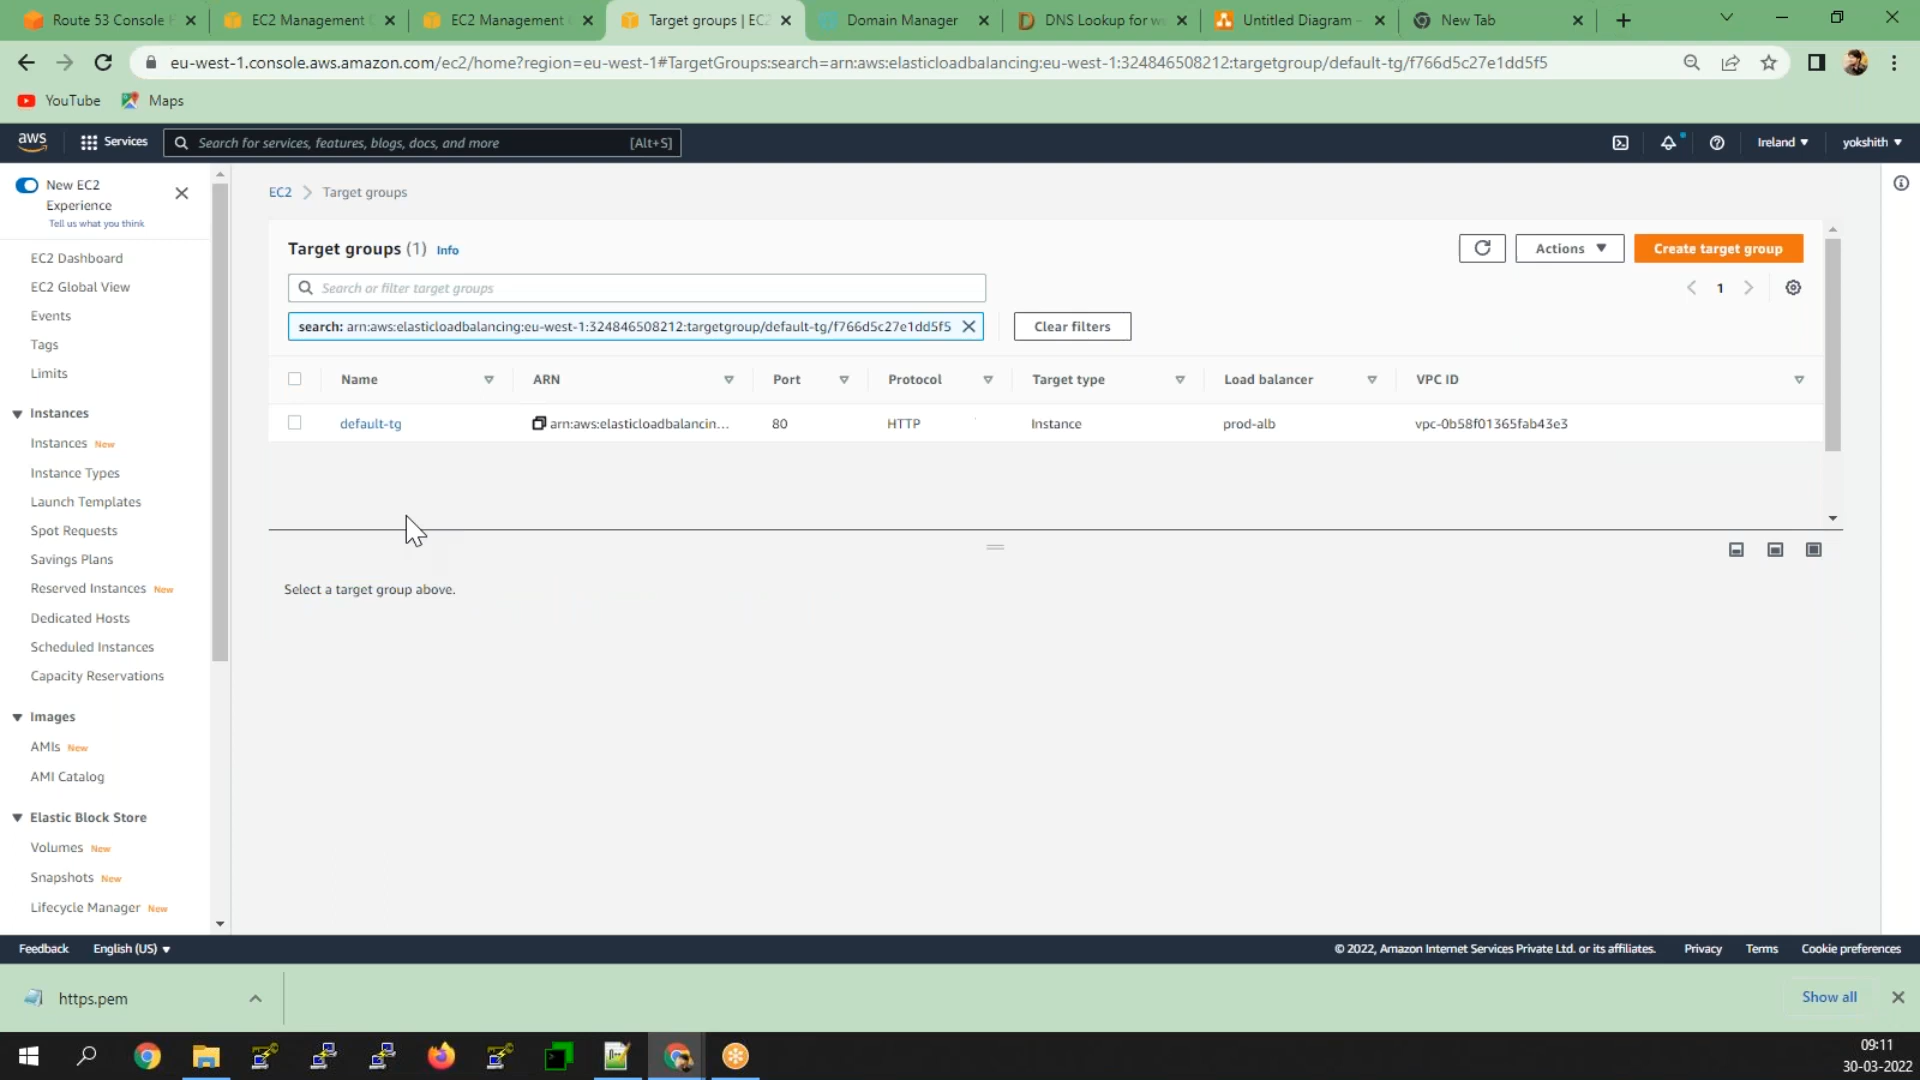 Route 53 Console
EC2 Management
EC2 Management
Target groups | EC2
Domain Manager
DNS Lookup for
Untitled Diagram -
New Tab
eu-west-1.console.aws.amazon.com/ec2/home?region=eu-west-1#TargetGroups:search=arn:aws:elasticloadbalancing:eu-west-1:324846508212:targetgroup/default-tg/f766d5c27e1dd5f5
YouTube
Maps
aws
Services
Search for services, features, blogs, docs, and more
[Alt+S]
Ireland
yokshith
New EC2
Experience
Tell us what you think
EC2 Dashboard
EC2 Global View
Events
Tags
Limits
Instances
Instances New
Instance Types
Launch Templates
Spot Requests
Savings Plans
Reserved Instances New
Dedicated Hosts
Scheduled Instances
Capacity Reservations
Images
AMIs New
AMI Catalog
Elastic Block Store
Volumes New
Snapshots New
Lifecycle Manager New
EC2 > Target groups
Target groups (1) Info
Actions
Create target group
Search or filter target groups
1
search: arn:aws:elasticloadbalancing:eu-west-1:324846508212:targetgroup/default-tg/f766d5c27e1dd5f5
Clear filters
Name ARN Port Protocol Target type Load balancer VPC ID
default-tg arn:aws:elasticloadbalancin... 80 HTTP Instance prod-alb vpc-0b58f01365fab43e3
Select a target group above.
Feedback
English (US)
© 2022, Amazon Internet Services Private Ltd. or its affiliates.
Privacy
Terms
Cookie preferences
https.pem
Show all
09:11
30-03-2022